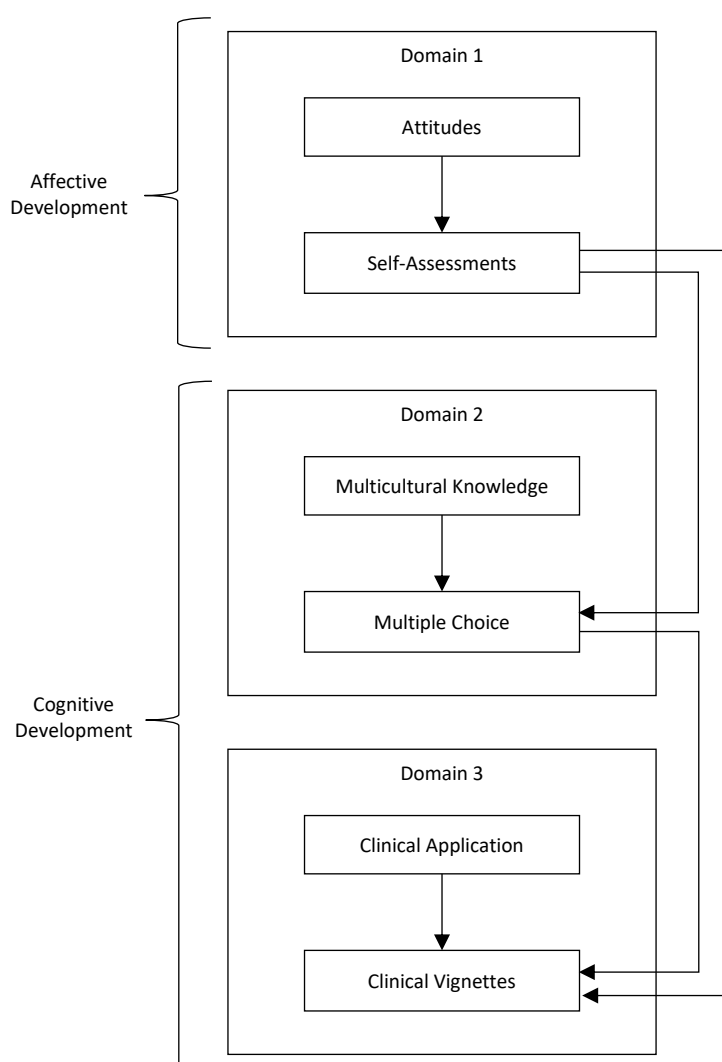 Domain 1
Attitudes
Affective
Development
Self-Assessments
Domain 2
Multicultural Knowledge
Multiple Choice
Cognitive
Development
Domain 3
Clinical Application
Clinical Vignettes